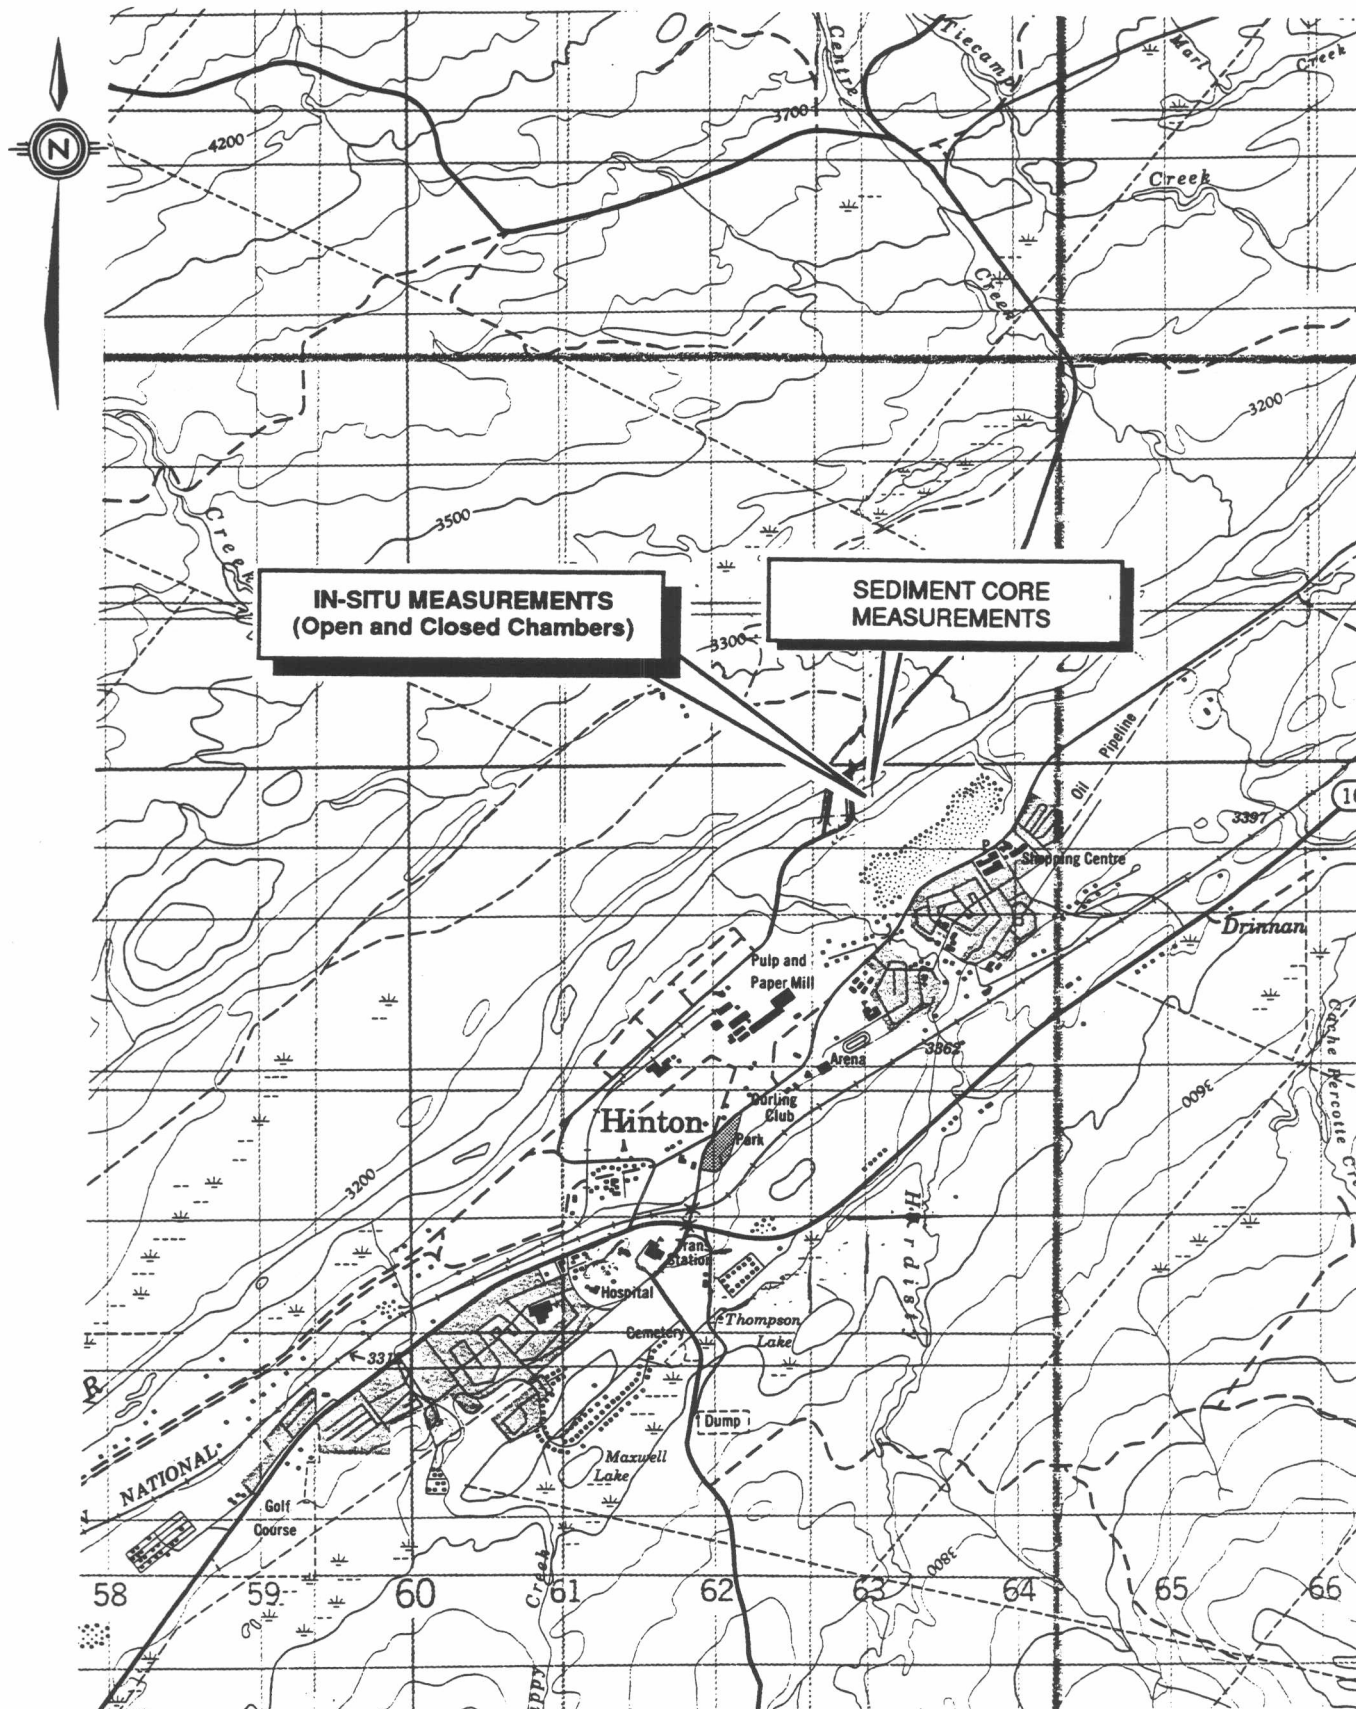 Centre
Tiecamp
Marl
Creek
N
4200
3700
Creek
Creek
3200
3500
Creek
IN-SITU MEASUREMENTS
(Open and Closed Chambers)
SEDIMENT CORE
MEASUREMENTS
3300
Oil Pipeline
3397
P
Shopping Centre
Drinnan
Pulp and
Paper Mill
Cache Percotte
3362
Arena
3600
Curling
Club
Hinton
Park
3200
Hardisty
Station
Hospital
Thompson
Lake
Cemetery
R
Dump
Maxwell
Lake
NATIONAL
Golf
Course
3800
58 59 60 61 62 63 64 65 66
Creek